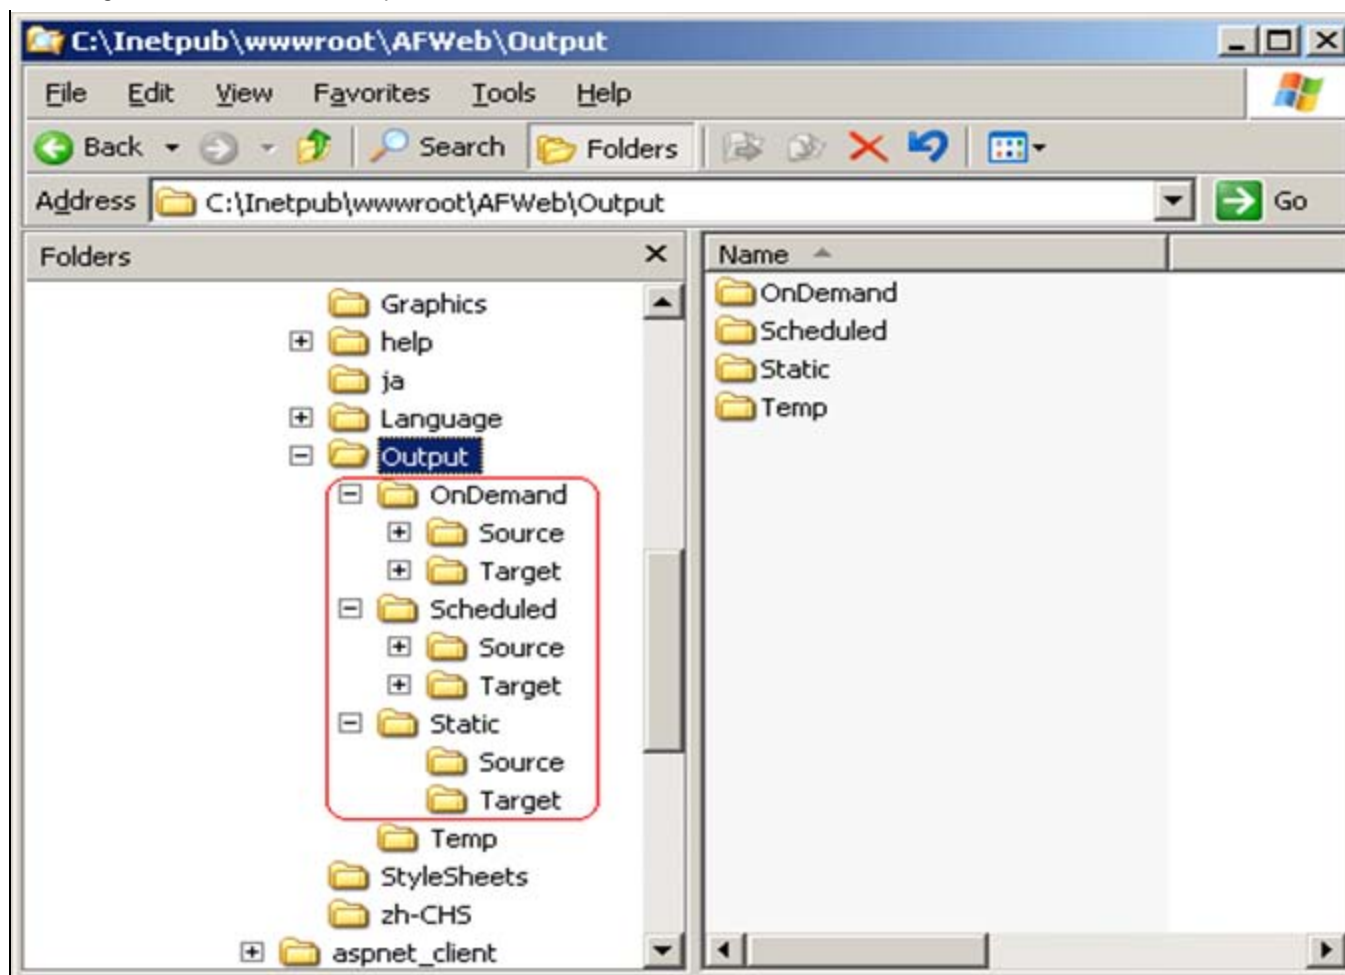 C:\Inetpub\wwwroot\AFWeb\Output
File Edit View Favorites Tools Help
Back Search Folders
Address C:\Inetpub\wwwroot\AFWeb\Output Go
Folders
Graphics
help
ja
Language
Output
OnDemand
Source
Target
Scheduled
Source
Target
Static
Source
Target
Temp
StyleSheets
zh-CHS
aspnet_client
Name
OnDemand
Scheduled
Static
Temp